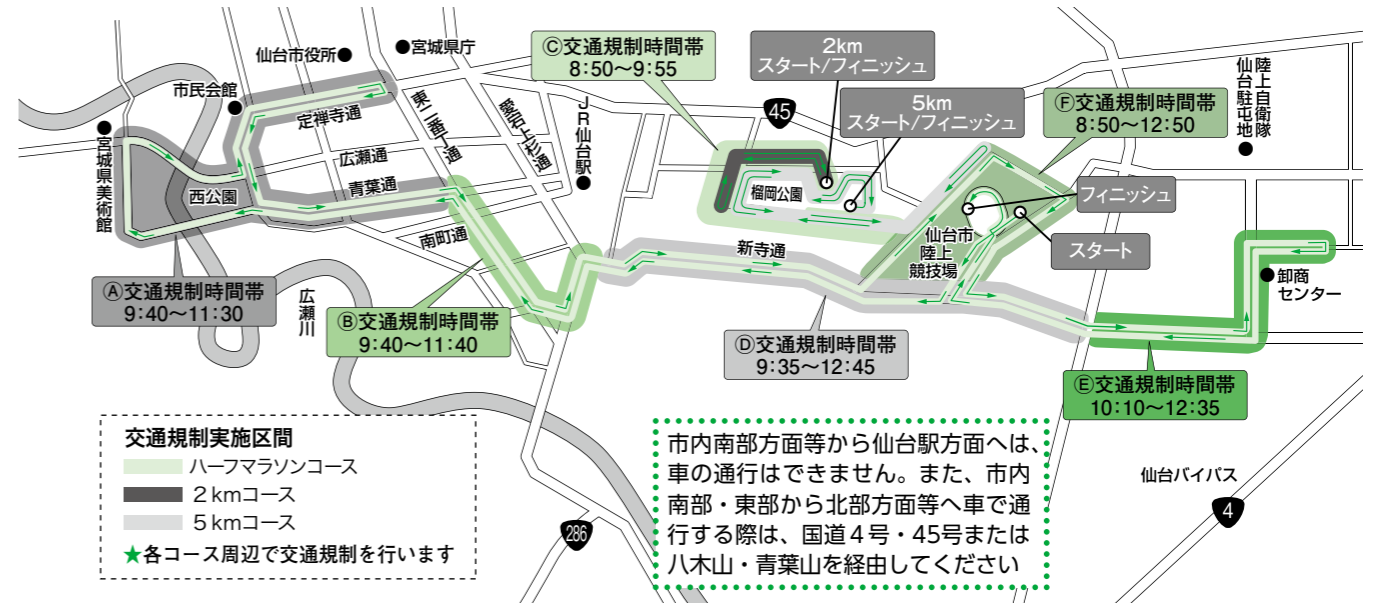 仙台市役所
宮城県庁
市民会館
定禅寺通
東二番丁通
愛宕上杉通
JR仙台駅
宮城県美術館
広瀬通
西公園
青葉通
南町通
広瀬川
Ⓒ交通規制時間帯
8:50～9:55
2km
スタート/フィニッシュ
5km
スタート/フィニッシュ
45
榴岡公園
Ⓕ交通規制時間帯
8:50～12:50
陸上自衛隊
仙台駐屯地
フィニッシュ
スタート
仙台市
陸上
競技場
新寺通
卸商
センター
Ⓐ交通規制時間帯
9:40～11:30
Ⓑ交通規制時間帯
9:40～11:40
Ⓓ交通規制時間帯
9:35～12:45
Ⓔ交通規制時間帯
10:10～12:35
交通規制実施区間
ハーフマラソンコース
2kmコース
5kmコース
★各コース周辺で交通規制を行います
286
市内南部方面等から仙台駅方面へは、
車の通行はできません。また、市内
南部・東部から北部方面等へ車で通
行する際は、国道4号・45号または
八木山・青葉山を経由してください
仙台バイパス
4